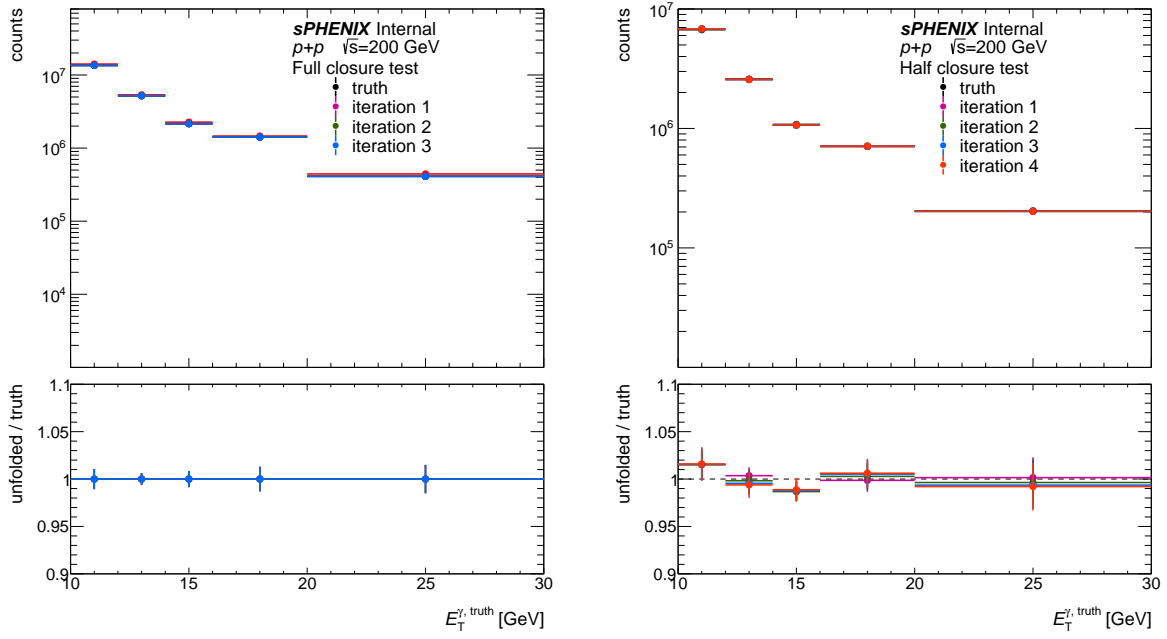 counts
sPHENIX Internal
p+p √s=200 GeV
Full closure test
truth
iteration 1
iteration 2
iteration 3
10⁷
10⁶
10⁵
10⁴
unfolded / truth
1.1
1.05
1
0.95
0.9
10 15 20 25 30
E_T^{γ, truth} [GeV]
counts
sPHENIX Internal
p+p √s=200 GeV
Half closure test
truth
iteration 1
iteration 2
iteration 3
iteration 4
10⁷
10⁶
10⁵
unfolded / truth
1.1
1.05
1
0.95
0.9
10 15 20 25 30
E_T^{γ, truth} [GeV]